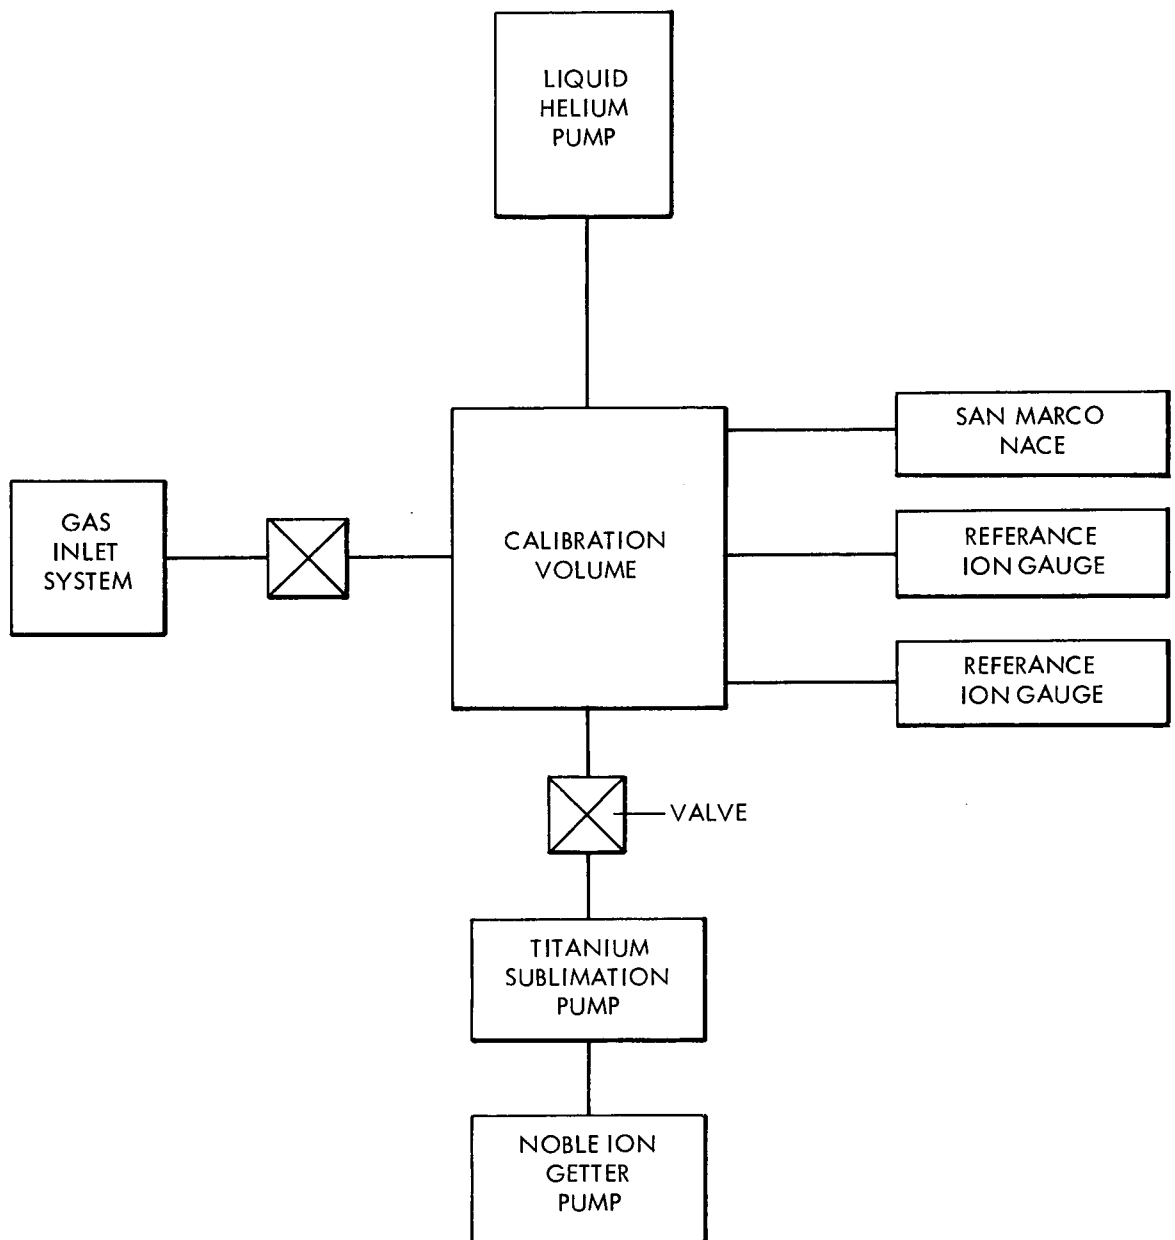 LIQUID
HELIUM
PUMP
SAN MARCO
NACE
GAS
INLET
SYSTEM
CALIBRATION
VOLUME
REFERANCE
ION GAUGE
REFERANCE
ION GAUGE
VALVE
TITANIUM
SUBLIMATION
PUMP
NOBLE ION
GETTER
PUMP